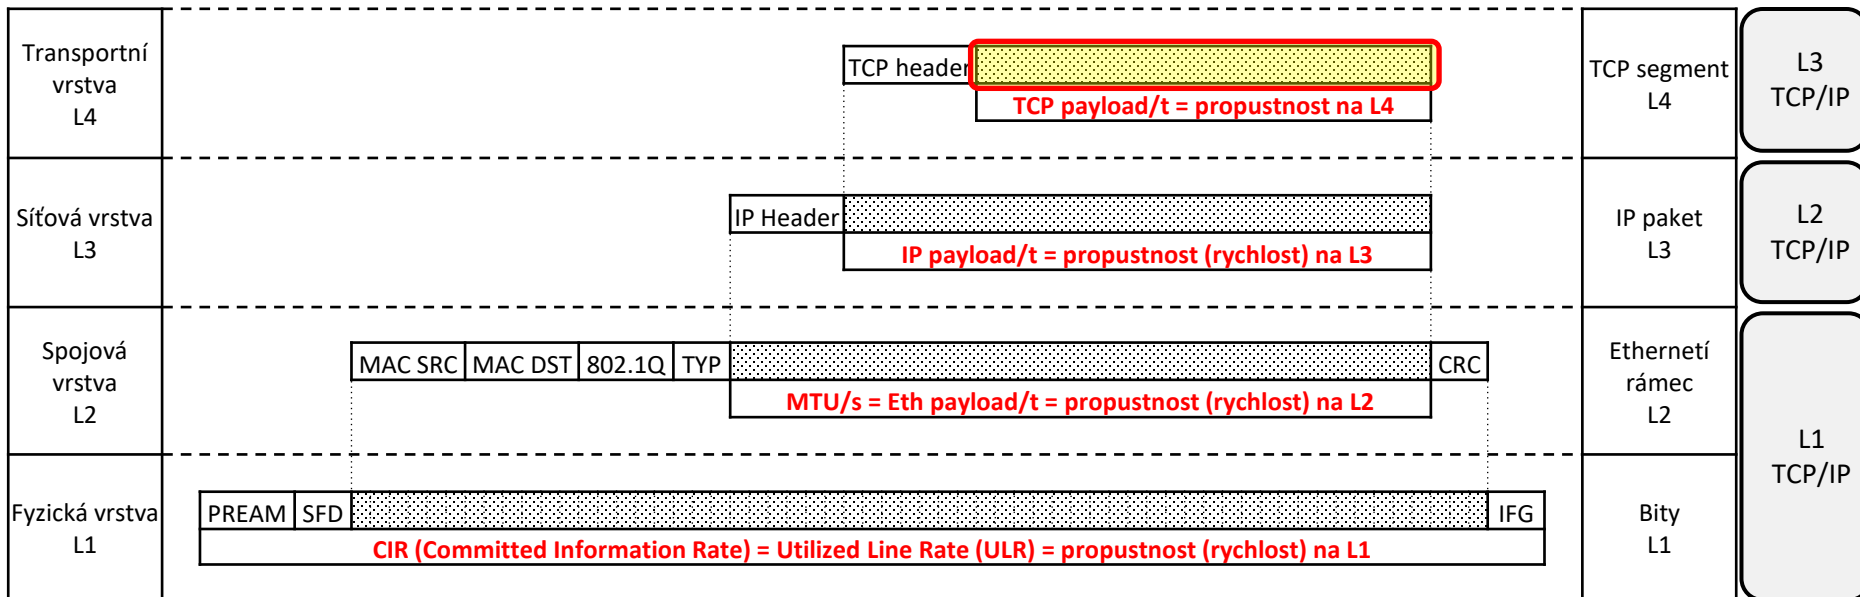 Transportní
vrstva
L4
TCP header
TCP payload/t = propustnost na L4
TCP segment
L4
L3
TCP/IP
Síťová vrstva
L3
IP Header
IP payload/t = propustnost (rychlost) na L3
IP paket
L3
L2
TCP/IP
Spojová
vrstva
L2
MAC SRC MAC DST 802.1Q TYP CRC
MTU/s = Eth payload/t = propustnost (rychlost) na L2
Ethernetí
rámec
L2
L1
TCP/IP
Fyzická vrstva
L1
PREAM SFD IFG
CIR (Committed Information Rate) = Utilized Line Rate (ULR) = propustnost (rychlost) na L1
Bity
L1